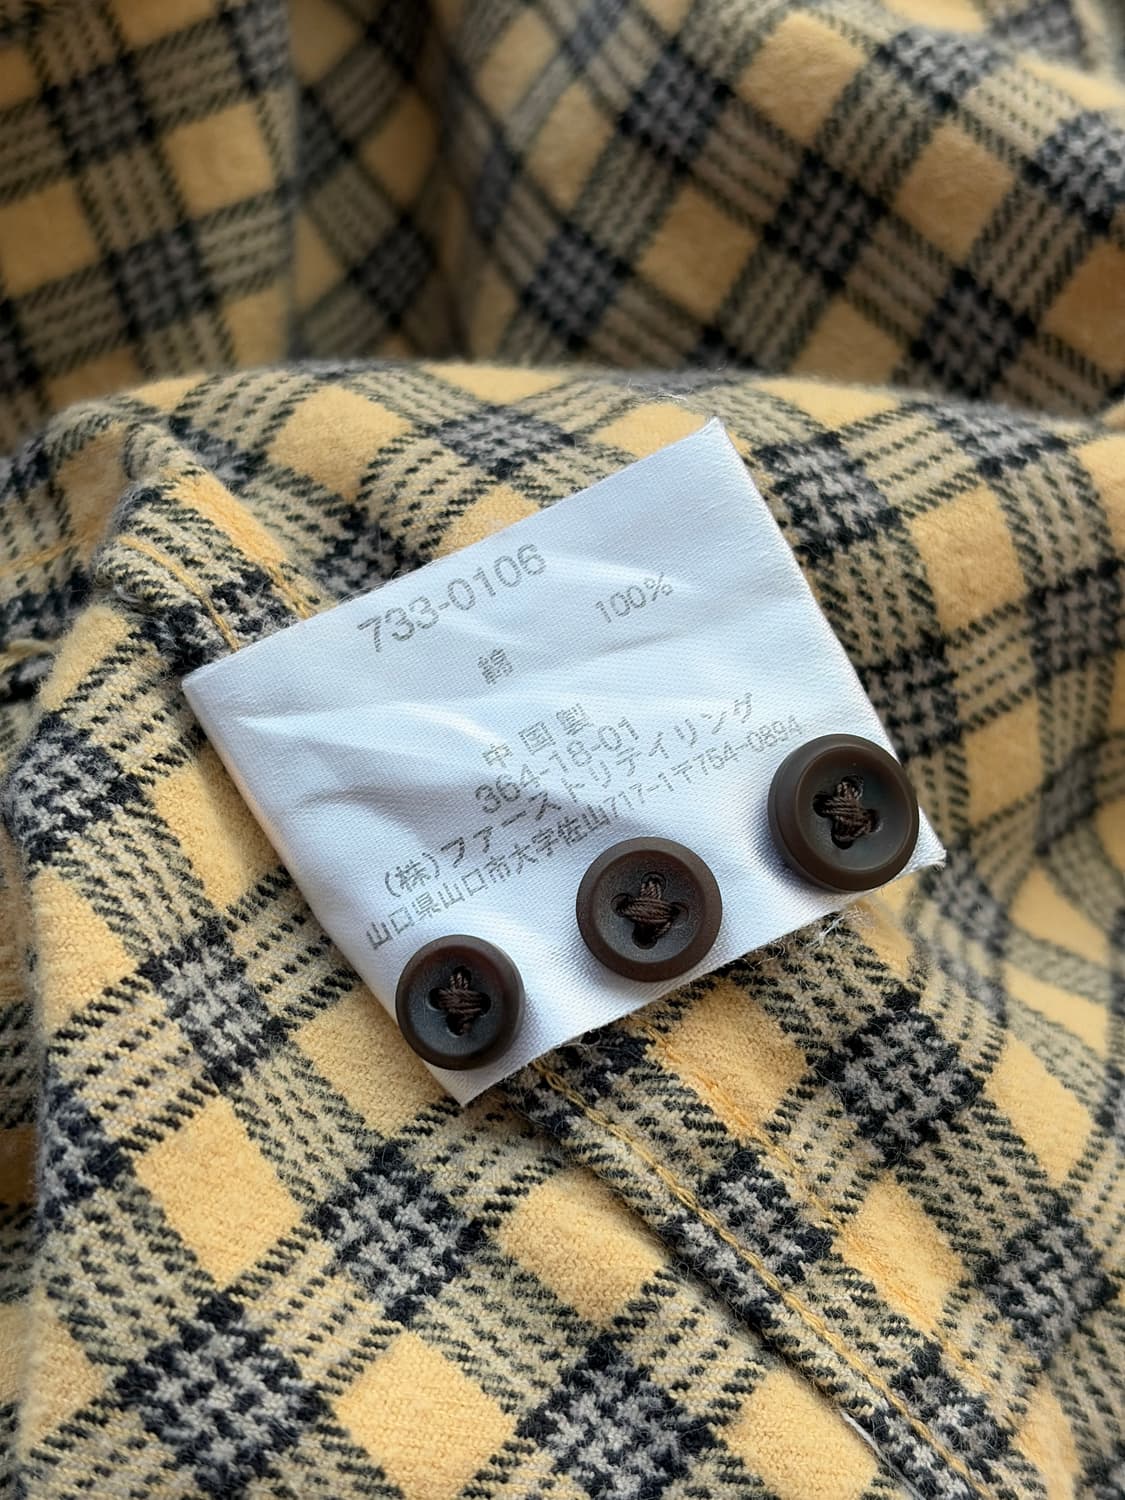 733-0106
綿 100%
中国製
364-18-01
(株)ファーストリテイリング
山口県山口市大字佐山717-1〒754-0894